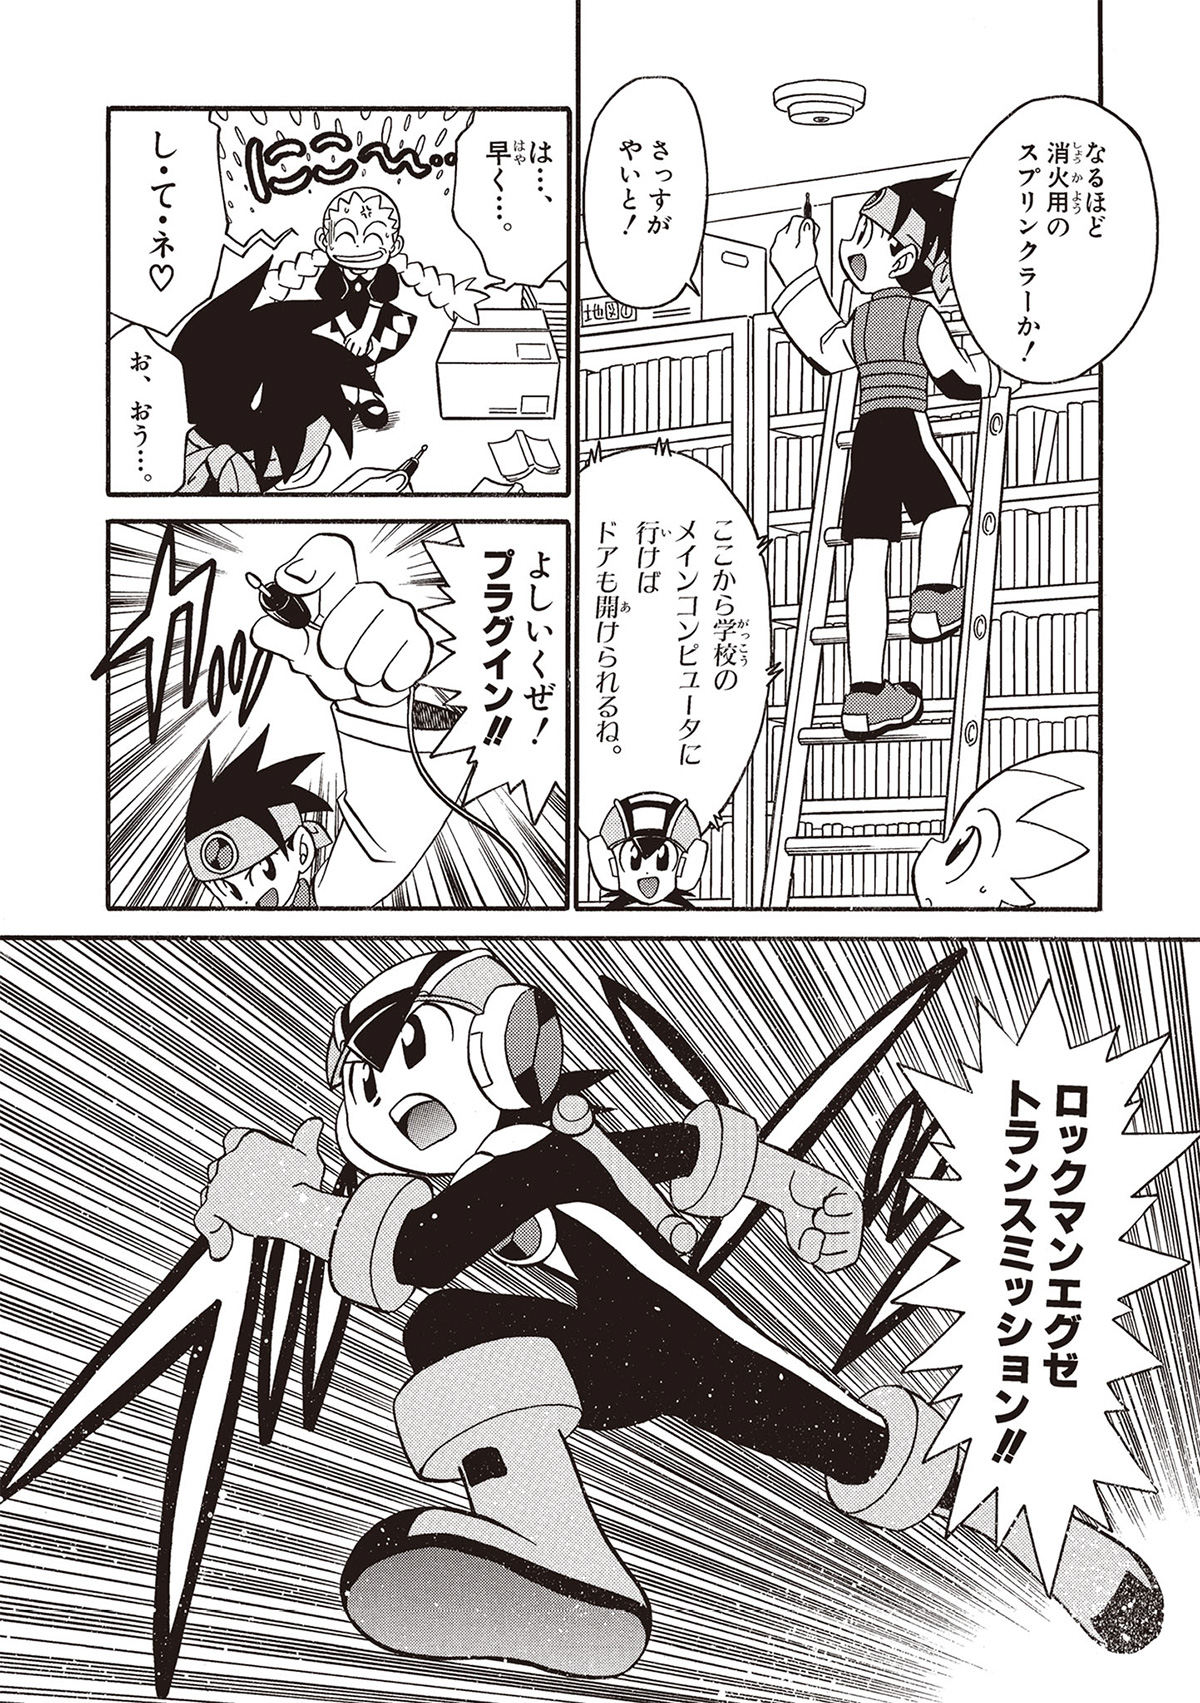 なるほど
消火用の
スプリンクラーか！
さっすが
やいと！
地図
ここから学校の
メインコンピュータに
行けば
ドアも開けられるね。
は…、
早く…。
にこ〜〜…
し・て・ネ♡
お、おう…。
よしいくぜ！
プラグイン!!
ロックマンエグゼ
トランスミッション!!